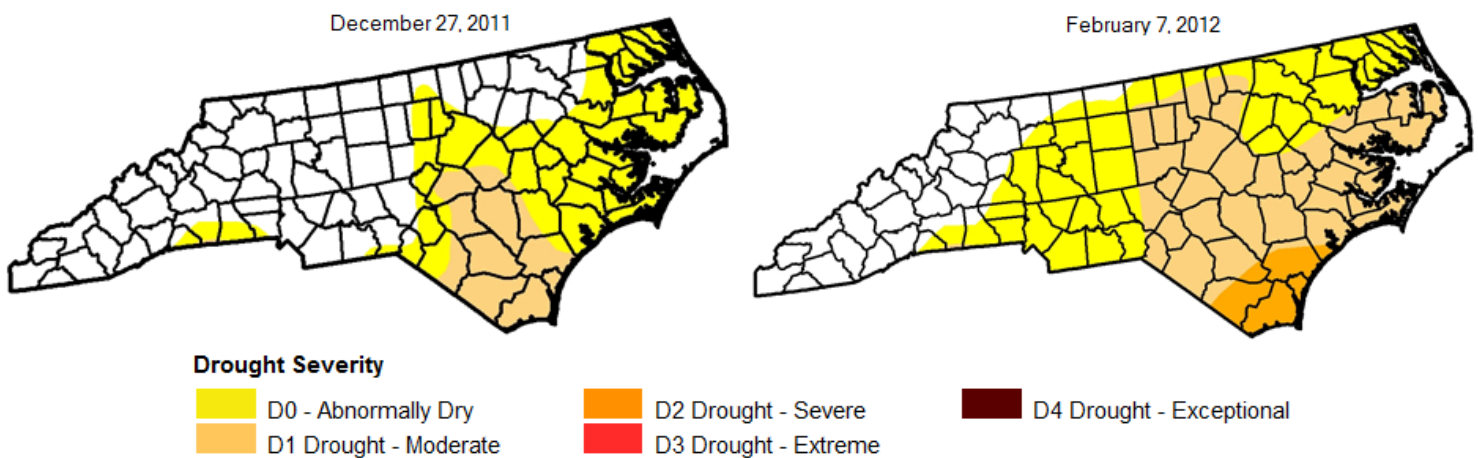 December 27, 2011
February 7, 2012
Drought Severity
D0 - Abnormally Dry
D1 Drought - Moderate
D2 Drought - Severe
D3 Drought - Extreme
D4 Drought - Exceptional